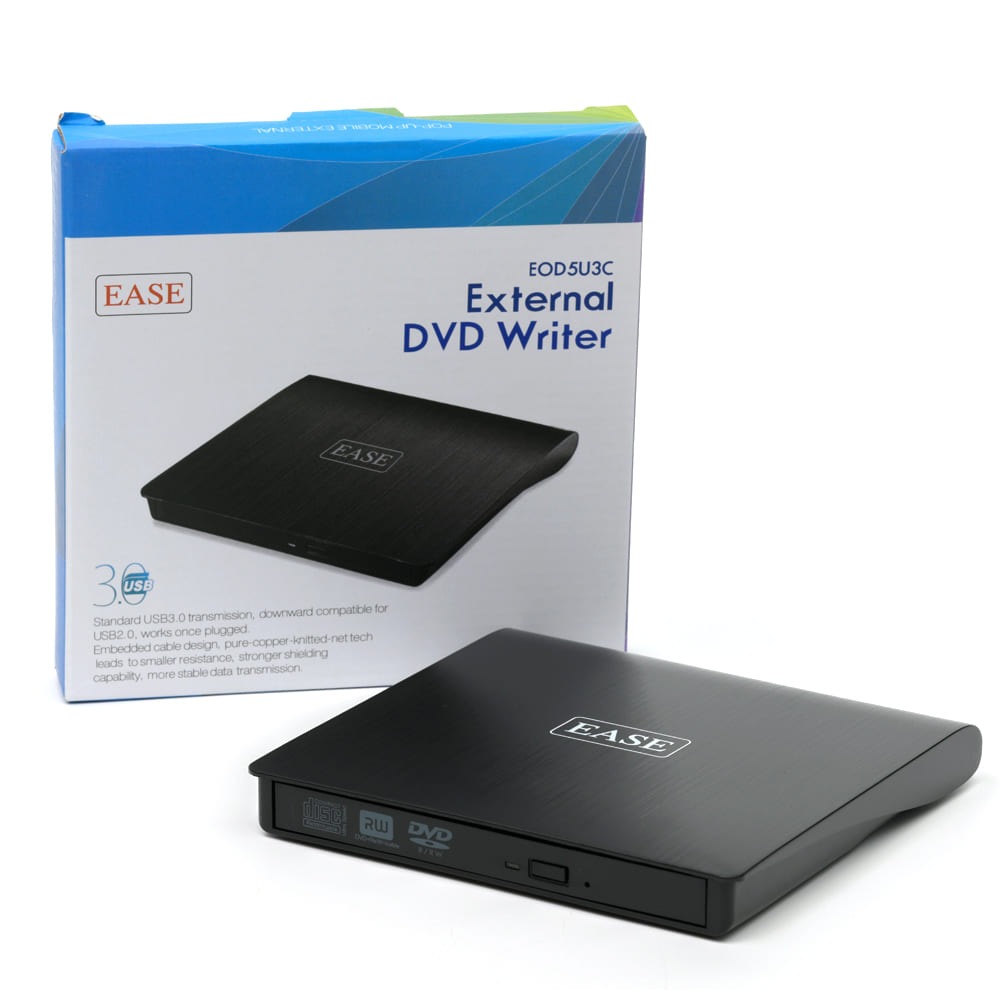 POP-UP MOBILE EXTERNAL
EASE
EOD5U3C
External
DVD Writer
EASE
3.0
USB
Standard USB3.0 transmission, downward compatible for
USB2.0, works once plugged.
Embedded cable design, pure-copper-knitted-net tech
leads to smaller resistance, stronger shielding
capability, more stable data transmission.
EASE
disc
RW
DVD
R/RW